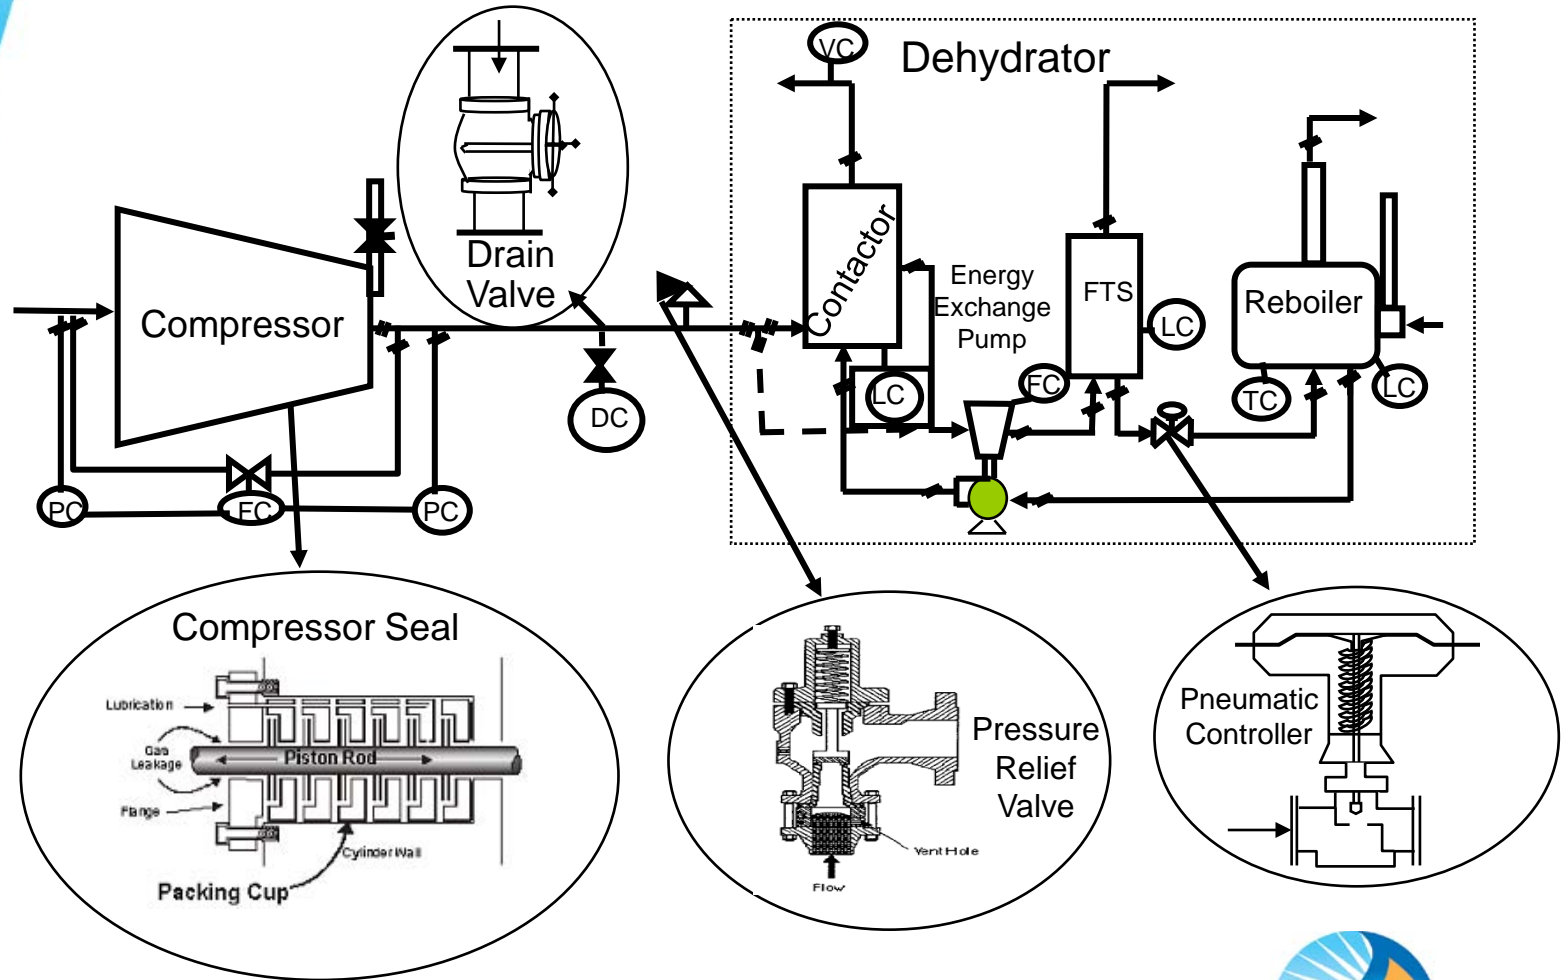 VC
Dehydrator
Drain
Valve
Compressor
Contactor
Energy
Exchange
Pump
FTS
LC
Reboiler
LC
FC
TC
LC
DC
PC
FC
PC
Compressor Seal
Lubrication
Gas
Leakage
Piston Rod
Flange
Cylinder Wall
Packing Cup
Pressure
Relief
Valve
Vent Hole
Flow
Pneumatic
Controller